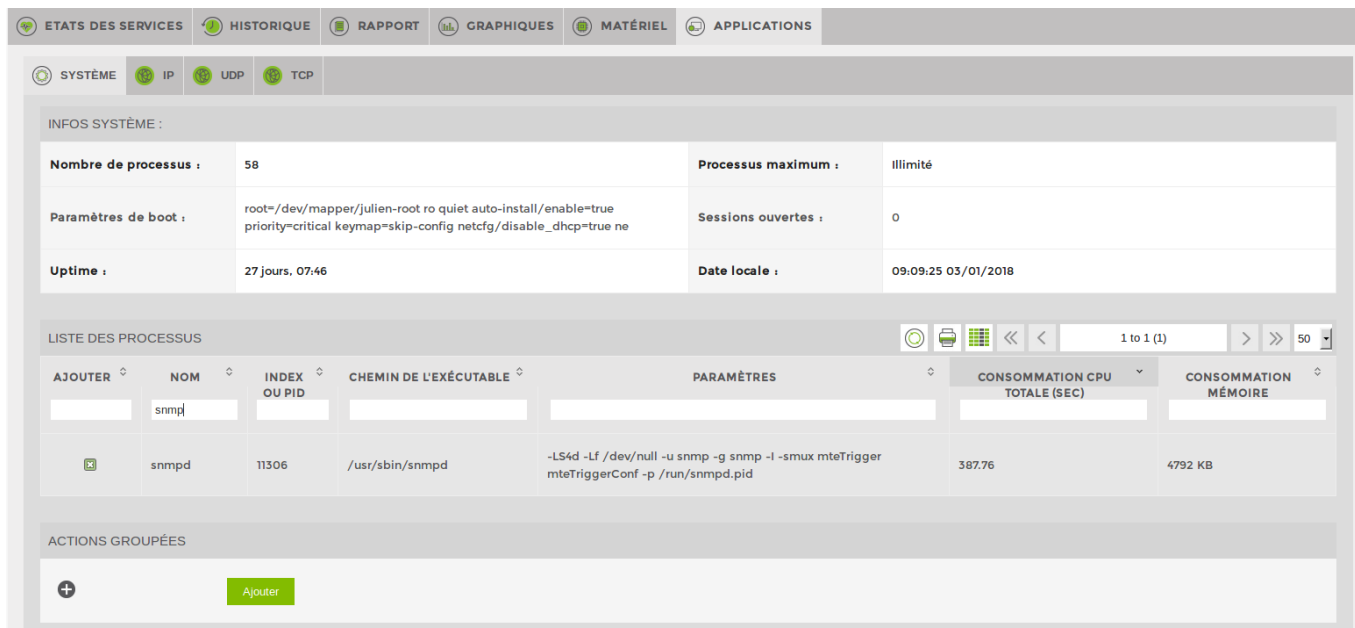 ETATS DES SERVICES HISTORIQUE RAPPORT GRAPHIQUES MATÉRIEL APPLICATIONS
SYSTÈME IP UDP TCP
INFOS SYSTÈME :
Nombre de processus : 58 Processus maximum : Illimité
Paramètres de boot : root=/dev/mapper/julien-root ro quiet auto-install/enable=true
priority=critical keymap=skip-config netcfg/disable_dhcp=true ne
Sessions ouvertes : 0
Uptime : 27 jours, 07:46 Date locale : 09:09:25 03/01/2018
LISTE DES PROCESSUS 1 to 1 (1) 50
AJOUTER NOM INDEX OU PID CHEMIN DE L'EXÉCUTABLE PARAMÈTRES CONSOMMATION CPU TOTALE (SEC) CONSOMMATION MÉMOIRE
snmp
snmpd 11306 /usr/sbin/snmpd -LS4d -Lf /dev/null -u snmp -g snmp -I -smux mteTrigger
mteTriggerConf -p /run/snmpd.pid
387.76 4792 KB
ACTIONS GROUPÉES
Ajouter